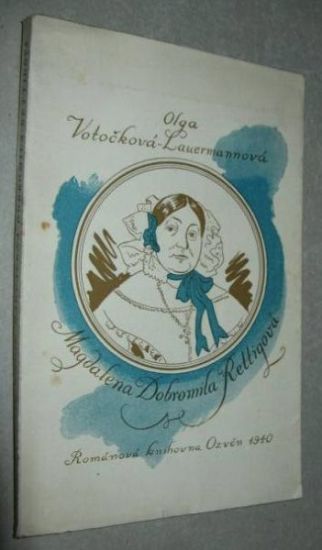 Olga
Votočková-Lauermannová
Magdalena Dobromila Rettigová
Románová knihovna Ozvěn 1940